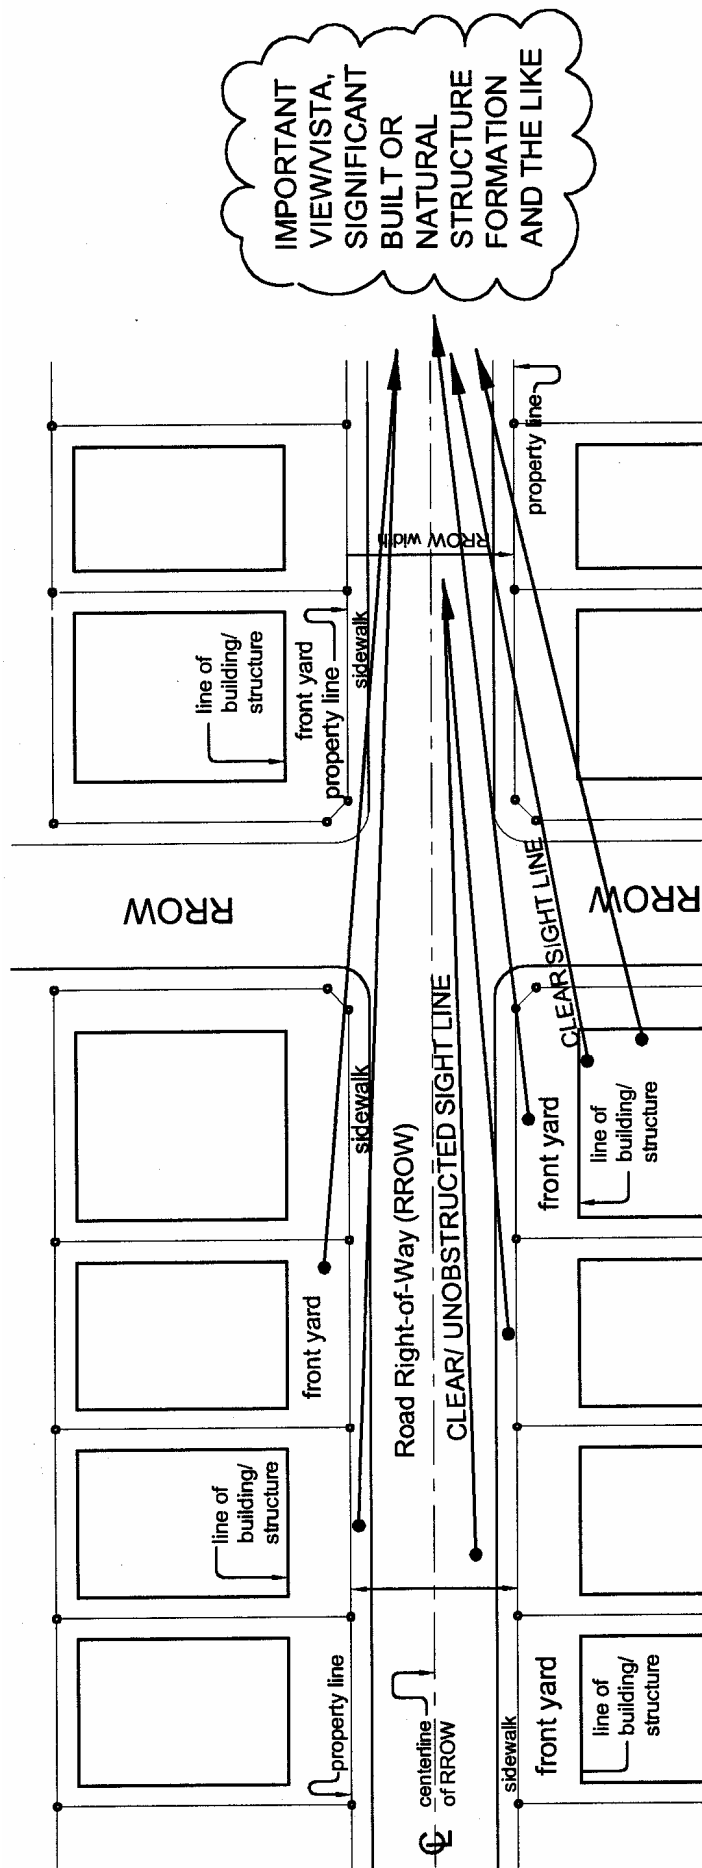 IMPORTANT
VIEW/VISTA,
SIGNIFICANT
BUILT OR
NATURAL
STRUCTURE
FORMATION
AND THE LIKE
property line
RROW width
line of
building/
structure
front yard
property line
sidewalk
RROW
RROW
CLEAR SIGHT LINE
sidewalk
Road Right-of-Way (RROW)
CLEAR/ UNOBSTRUCTED SIGHT LINE
front yard
line of
building/
structure
front yard
line of
building/
structure
property line
centerline
of RROW
℄
sidewalk
front yard
line of
building/
structure